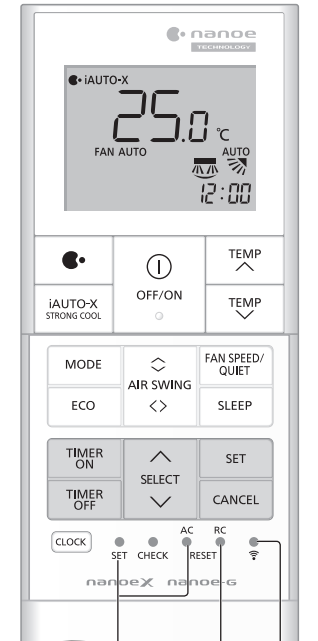 nanoe
TECHNOLOGY
iAUTO-X
25.0 °C
FAN AUTO
AUTO
12:00
TEMP
OFF/ON
iAUTO-X
STRONG COOL
TEMP
MODE
AIR SWING
FAN SPEED/
QUIET
ECO
SLEEP
TIMER
ON
SELECT
SET
TIMER
OFF
CANCEL
CLOCK
AC
RC
SET
CHECK
RESET
nanoeX nanoe-G